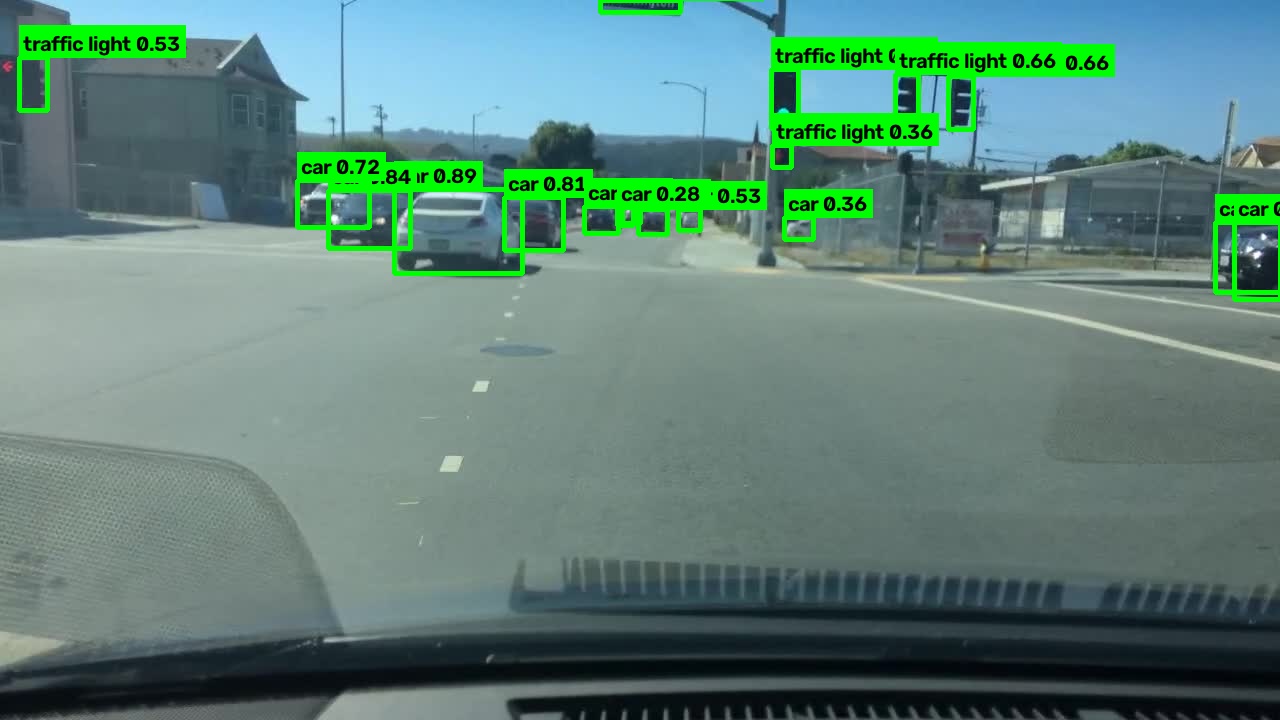 traffic light 0.53
traffic light
traffic light 0.66
0.66
traffic light 0.36
car 0.72
0.84
0.89
car 0.81
car
car 0.28
0.53
car 0.36
car